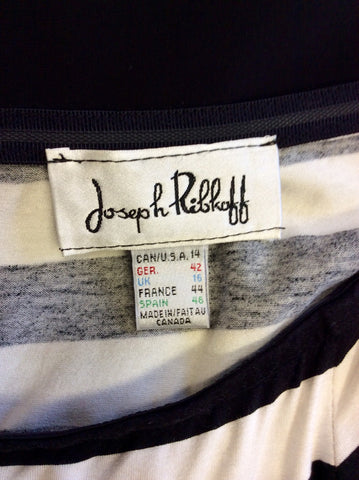 Joseph Ribkoff
CAN/U.S.A. 14
GER. 42
UK 16
FRANCE 44
SPAIN 46
MADE IN/FAIT AU
CANADA